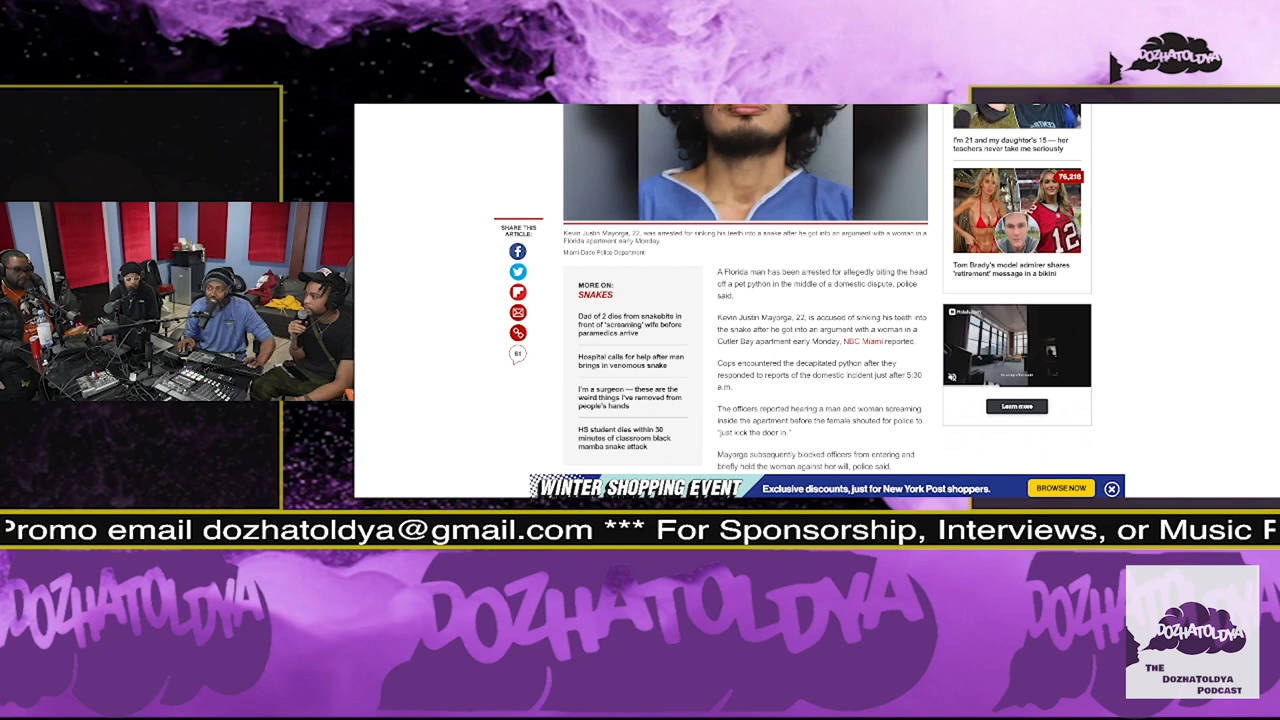 DOZHATOLDYA
I'm 21 and my daughter's 15 — her
teachers never take me seriously
76,218
12
Tom Brady's model admirer shares
'retirement' message in a bikini
SHARE THIS
ARTICLE:
61
Kevin Justin Mayorga, 22, was arrested for sinking his teeth into a snake after he got into an argument with a woman in a
Florida apartment early Monday.
Miami-Dade Police Department
MORE ON:
SNAKES
Dad of 2 dies from snakebite in
front of 'screaming' wife before
paramedics arrive
Hospital calls for help after man
brings in venomous snake
I'm a surgeon — these are the
weird things I've removed from
people's hands
HS student dies within 30
minutes of classroom black
mamba snake attack
A Florida man has been arrested for allegedly biting the head
off a pet python in the middle of a domestic dispute, police
said.
Kevin Justin Mayorga, 22, is accused of sinking his teeth into
the snake after he got into an argument with a woman in a
Cutler Bay apartment early Monday, NBC Miami reported.
Cops encountered the decapitated python after they
responded to reports of the domestic incident just after 5:30
a.m.
The officers reported hearing a man and woman screaming
inside the apartment before the female shouted for police to
"just kick the door in."
Mayorga subsequently blocked officers from entering and
briefly held the woman against her will, police said.
Learn more
WINTER SHOPPING EVENT
Exclusive discounts, just for New York Post shoppers.
BROWSE NOW
Promo email dozhatoldya@gmail.com *** For Sponsorship, Interviews, or Music P
DOZHATOLDYA
DOZHATOLDYA
DOZHATOLDYA
THE
DOZHATOLDYA
PODCAST